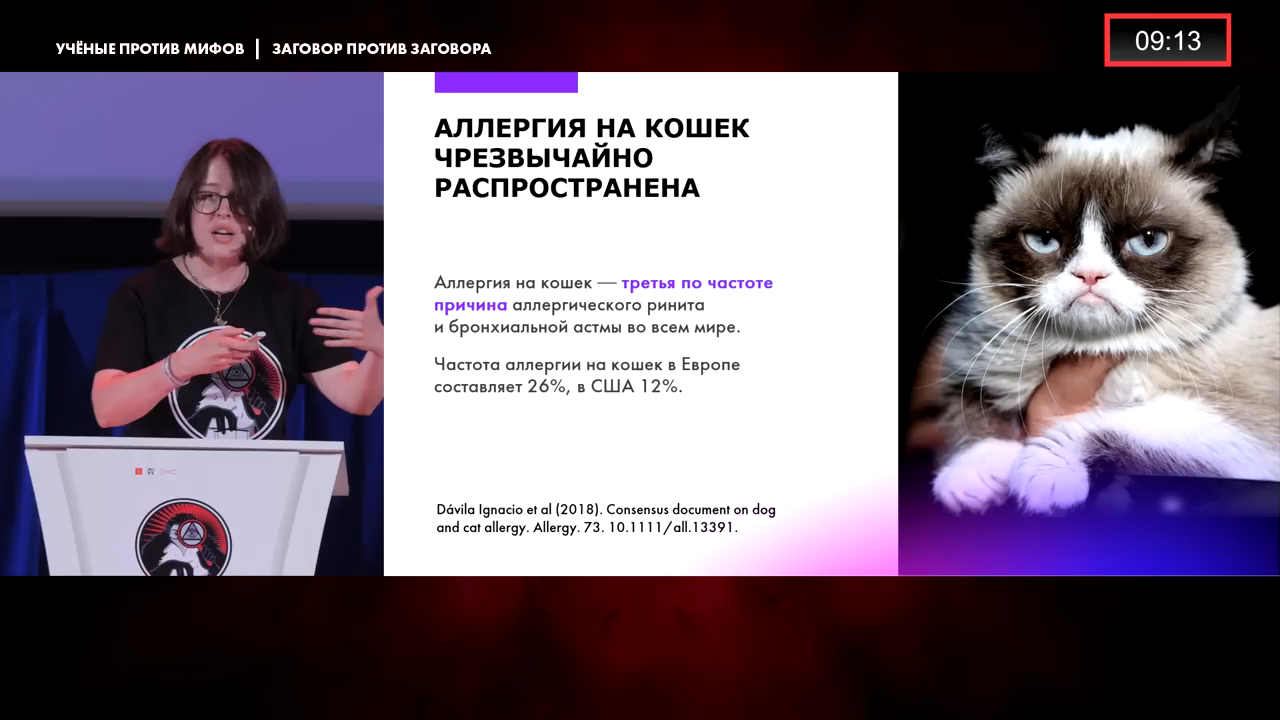 УЧЁНЫЕ ПРОТИВ МИФОВ | ЗАГОВОР ПРОТИВ ЗАГОВОРА
09:13
АЛЛЕРГИЯ НА КОШЕК
ЧРЕЗВЫЧАЙНО
РАСПРОСТРАНЕНА
Аллергия на кошек — третья по частоте
причина аллергического ринита
и бронхиальной астмы во всем мире.
Частота аллергии на кошек в Европе
составляет 26%, в США 12%.
Dávila Ignacio et al (2018). Consensus document on dog
and cat allergy. Allergy. 73. 10.1111/all.13391.